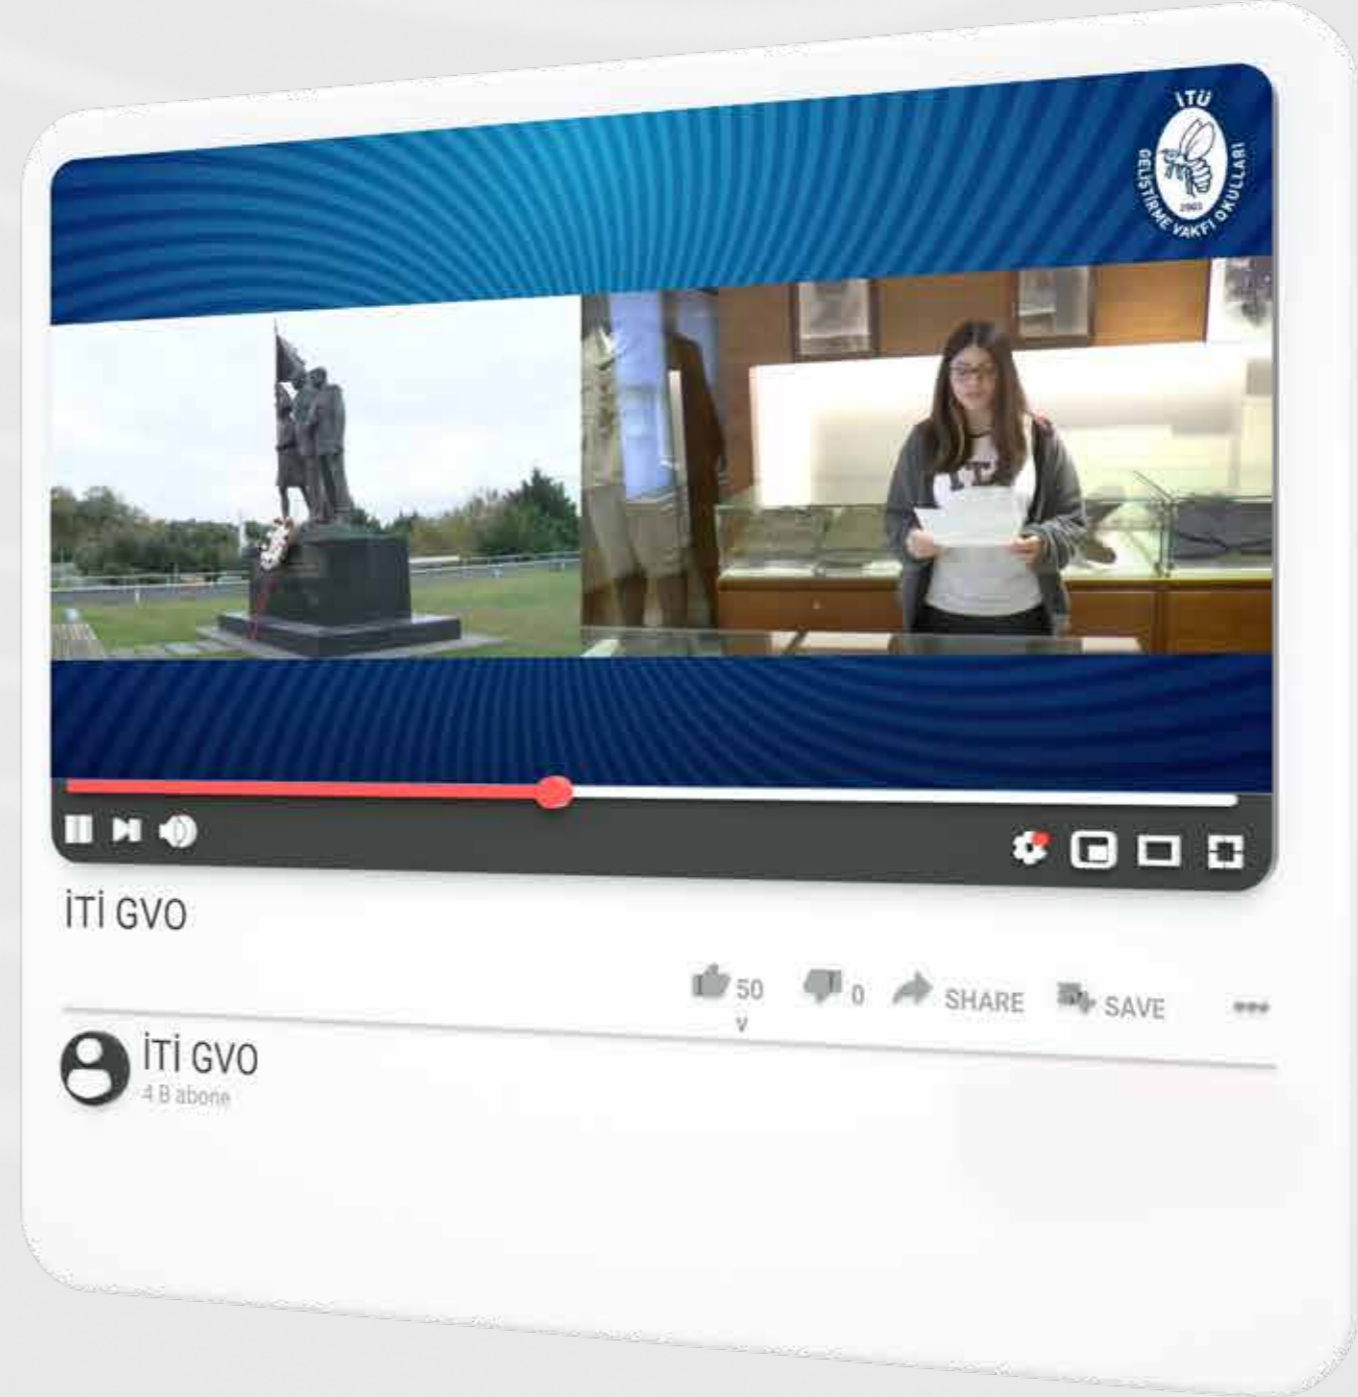 İTÜ
GELİŞTİRME VAKFI OKULLARI
İTİ GVO
50
0
SHARE
SAVE
v
İTİ GVO
4 B abone